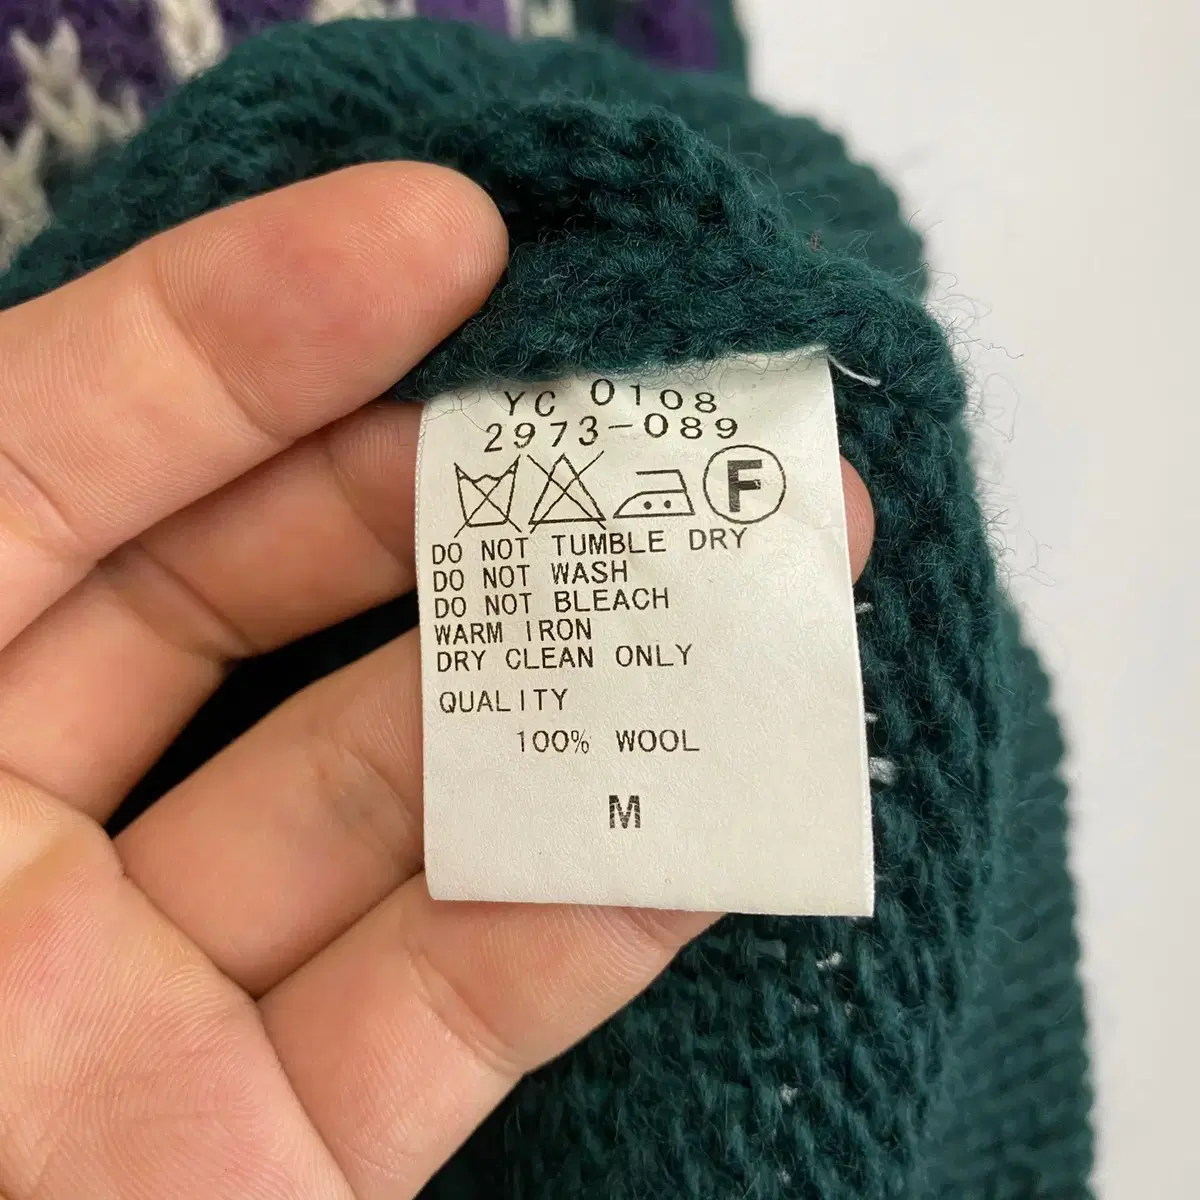 YC 0108
2973-089
F
DO NOT TUMBLE DRY
DO NOT WASH
DO NOT BLEACH
WARM IRON
DRY CLEAN ONLY
QUALITY
100% WOOL
M